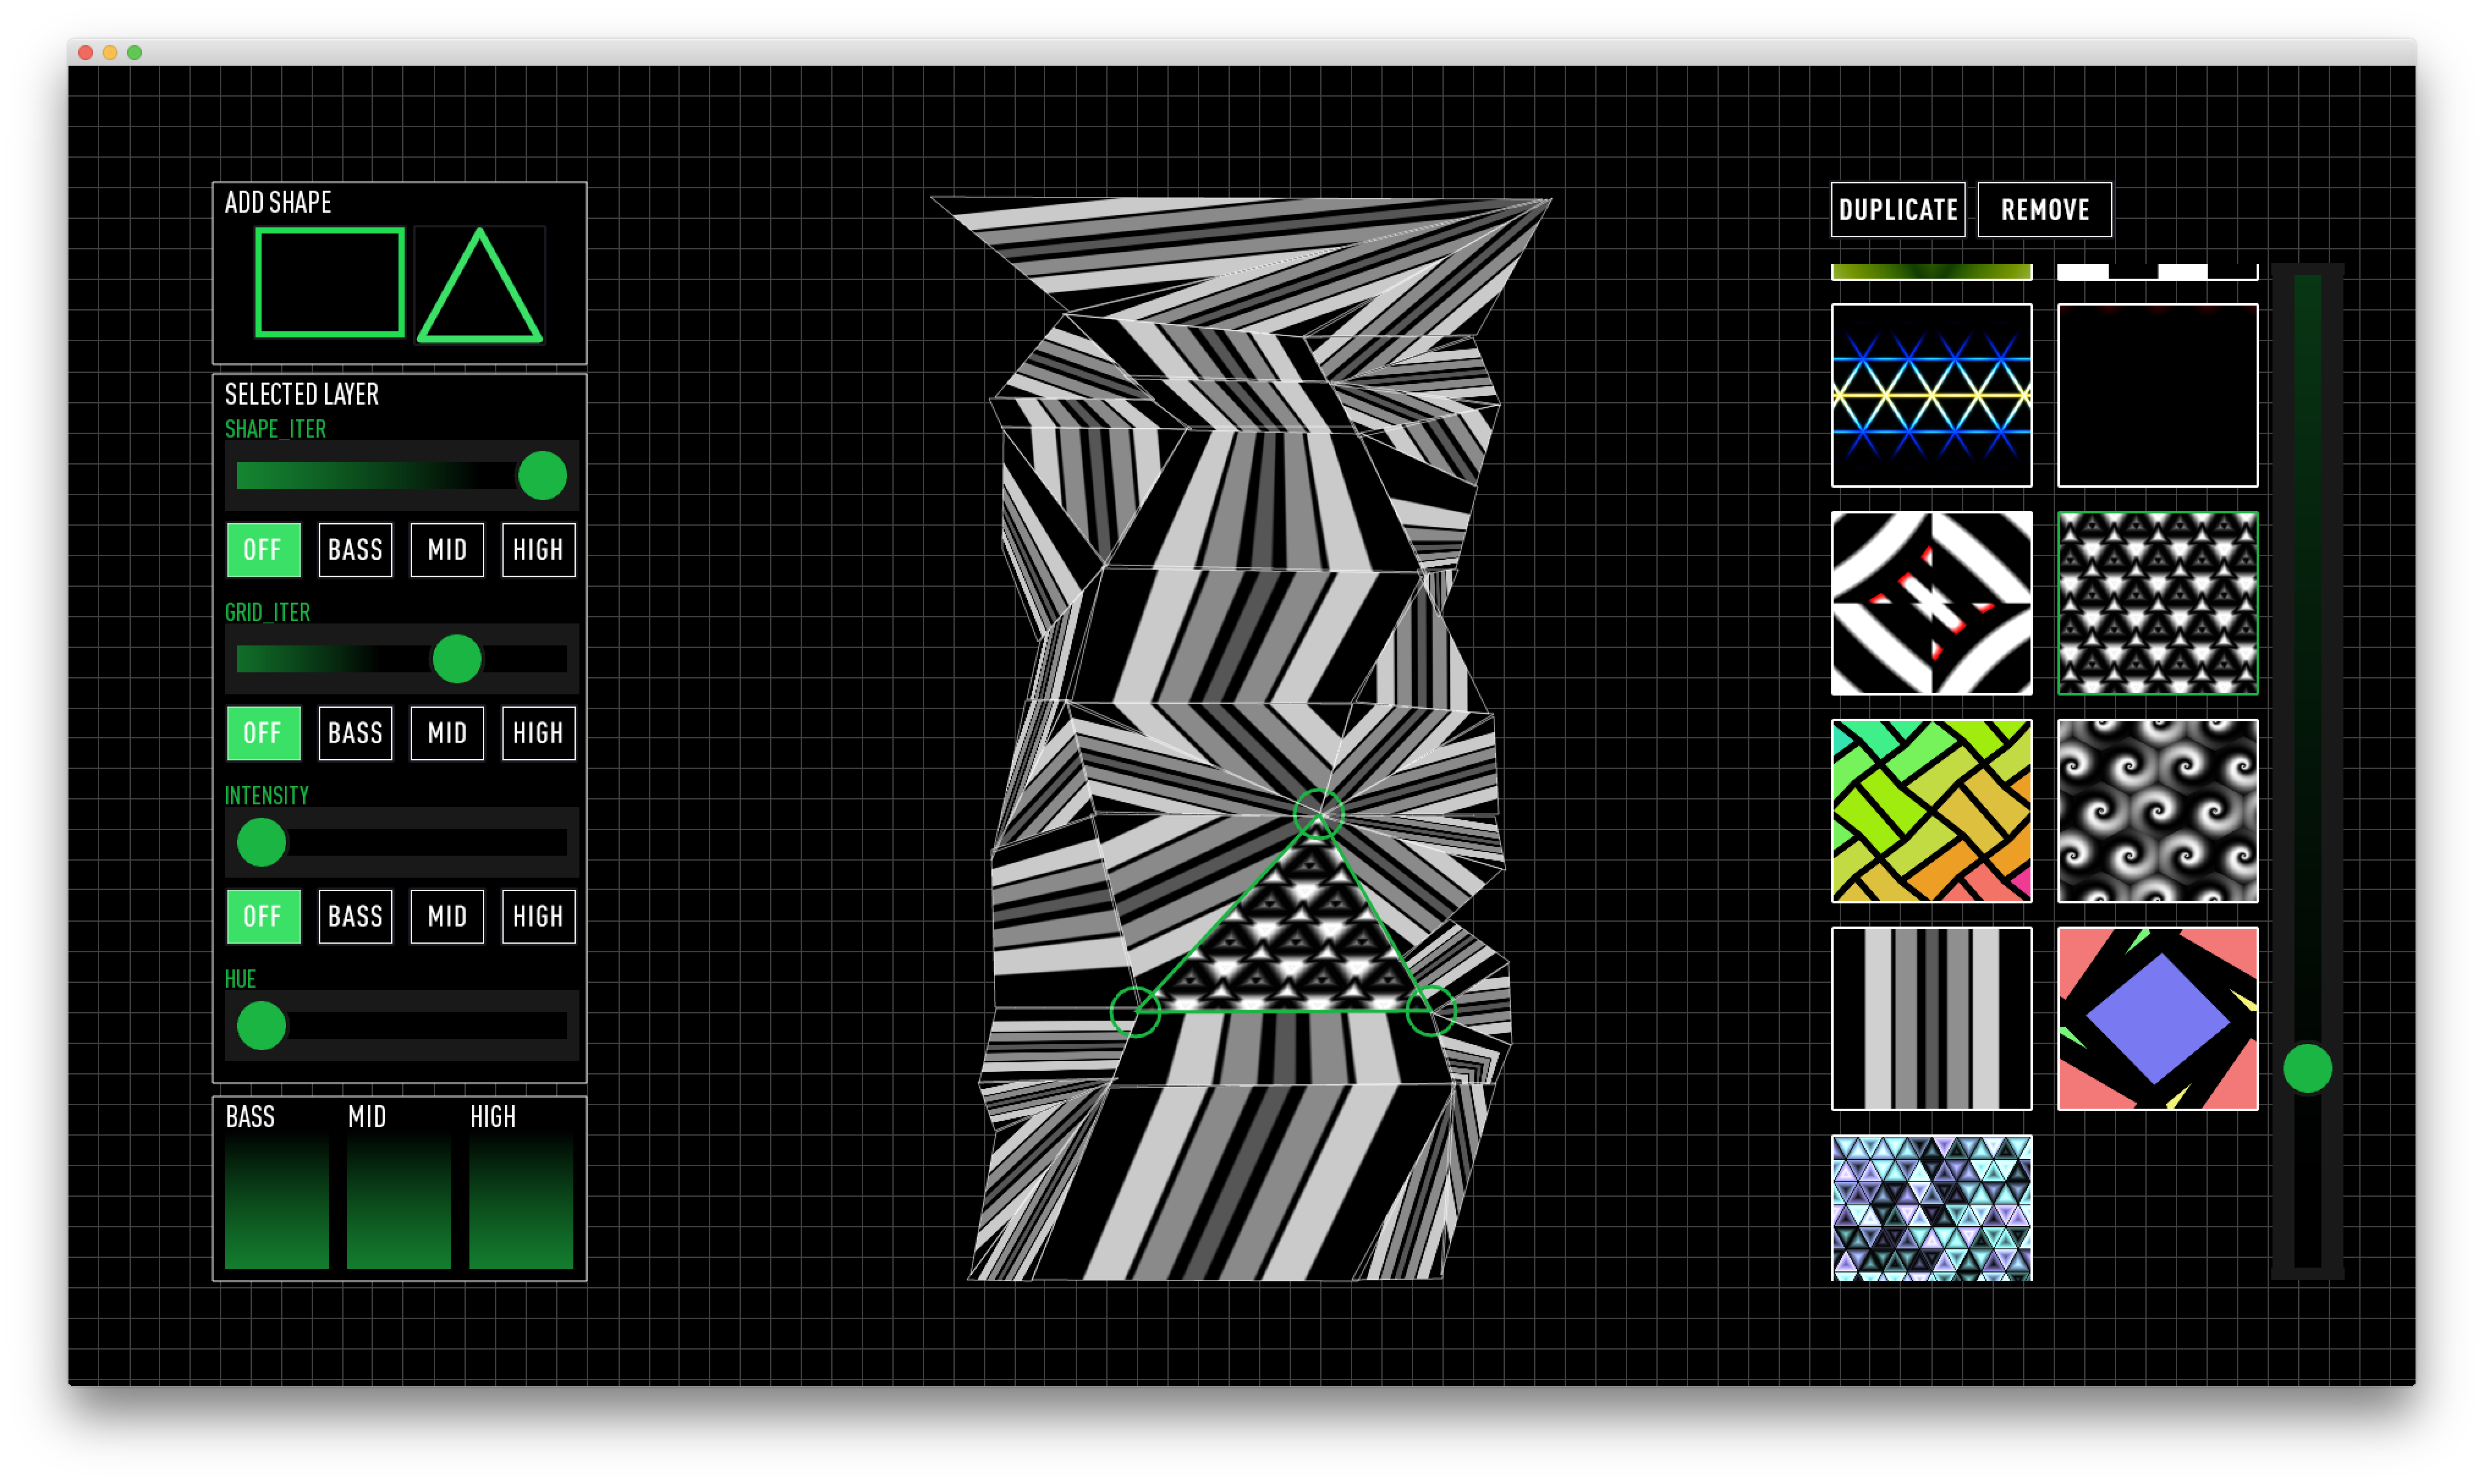 ADD SHAPE
SELECTED LAYER
SHAPE_ITER
OFF BASS MID HIGH
GRID_ITER
OFF BASS MID HIGH
INTENSITY
OFF BASS MID HIGH
HUE
BASS MID HIGH
DUPLICATE REMOVE